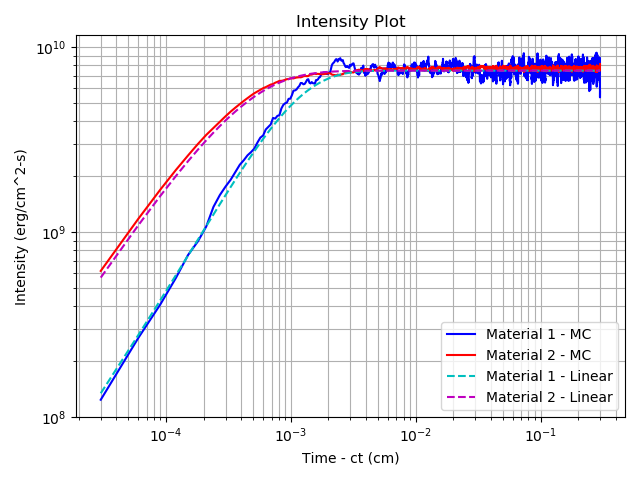 Intensity Plot
Intensity (erg/cm^2-s)
10^10
10^9
10^8
10^-4
10^-3
10^-2
10^-1
Time - ct (cm)
Material 1 - MC
Material 2 - MC
Material 1 - Linear
Material 2 - Linear